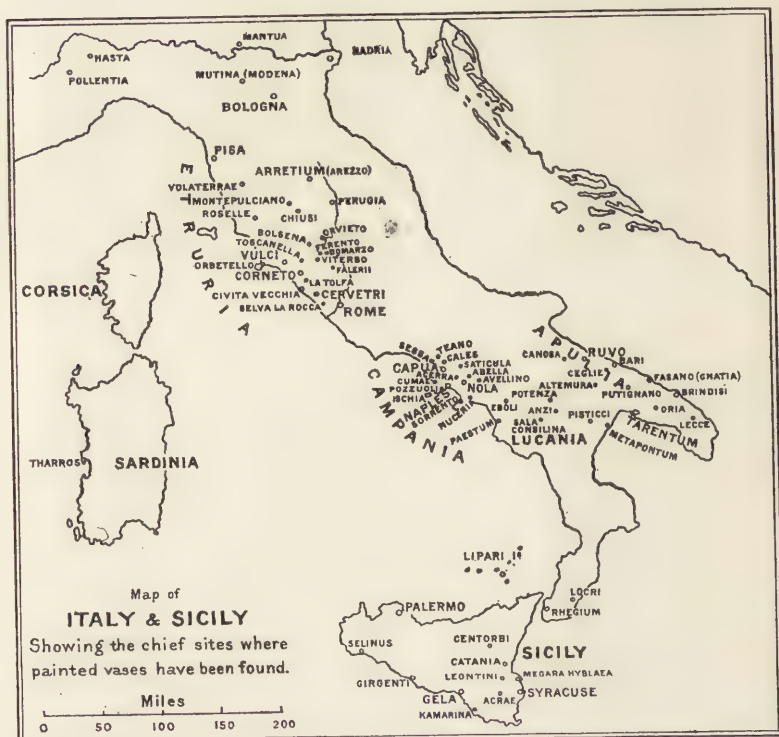 MANTUA
HASTA
HADRIA
POLLENTIA
MUTINA (MODENA)
BOLOGNA
PISA
ARRETIUM (AREZZO)
VOLATERRAE
MONTEPULCIANO
PERUGIA
ROSELLE
CHIUSI
ETRURIA
BOLSENA
ORVIETO
TOSCANELLA
FERENTO
BOMARZO
VULCI
VITERBO
ORBETELLO
FALERII
CORNETO
CORSICA
LA TOLFA
CIVITA VECCHIA
CERVETRI
SELVA LA ROCCA
ROME
APULIA
SESSA
TEANO
CALES
CANOSA
RUVO
BARI
CAPUA
SATICULA
CEGLIE
ACERRA
ABELLA
FASANO (GNATIA)
CUMAE
AVELLINO
ALTEMURA
PUTIGNANO
BRINDISI
POZZUOLI
NOLA
ISCHIA
POTENZA
ORIA
NAPLES
EBOLI
ANZI
PISTICCI
LECCE
SORRENTO
NUCERIA
SALA
CONSILINA
TARENTUM
CAMPANIA
PAESTUM
LUCANIA
METAPONTUM
THARROS
SARDINIA
LIPARI Iˢ
LOCRI
PALERMO
RHEGIUM
Map of
ITALY & SICILY
Showing the chief sites where
painted vases have been found.
SELINUS
CENTORBI
SICILY
CATANIA
LEONTINI
MEGARA HYBLAEA
GIRGENTI
GELA
ACRAE
SYRACUSE
KAMARINA
Miles
0 50 100 150 200